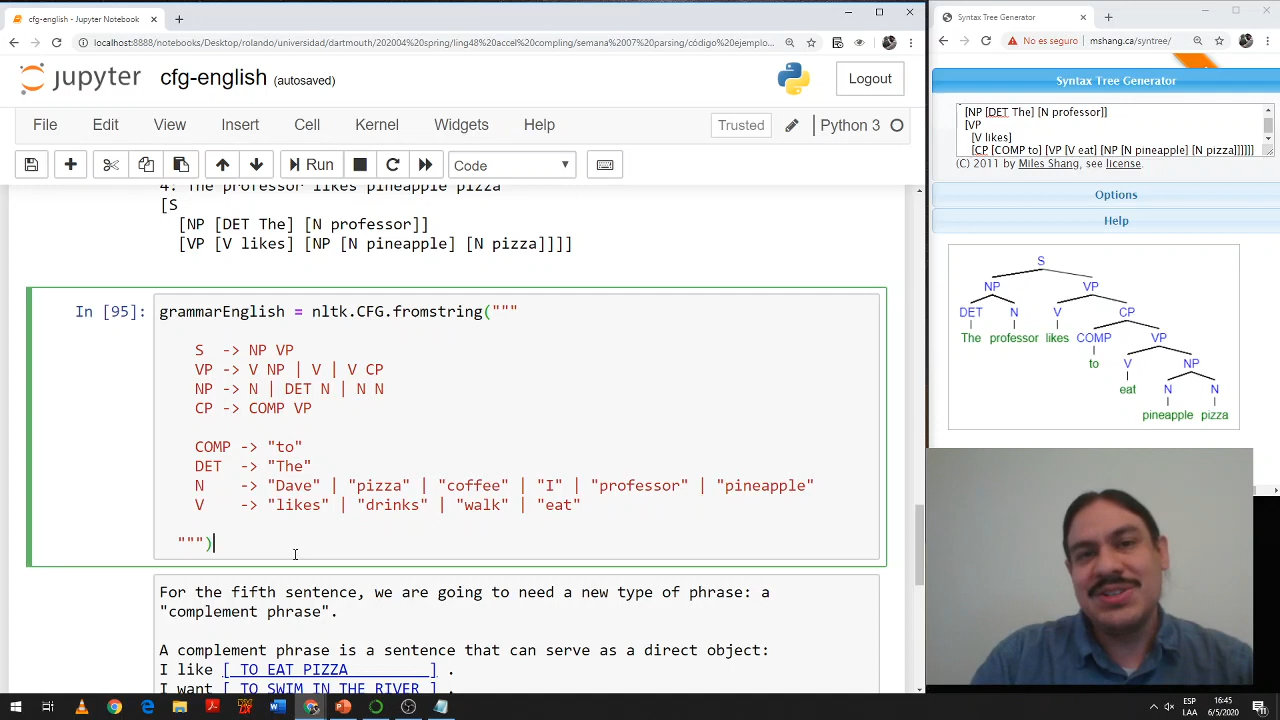 cfg-english - Jupyter Notebook
localhost:8888/notebooks/Desktop/rolando/universidad/dartmouth/202004%20spring/ling48%20accel%20compling/semana%2007%20parsing/código%20ejemplo...
jupyter cfg-english (autosaved)
Logout
File Edit View Insert Cell Kernel Widgets Help
Trusted Python 3
Run Code
4. The professor likes pineapple pizza
[S
[NP [DET The] [N professor]]
[VP [V likes] [NP [N pineapple] [N pizza]]]]
In [95]: grammarEnglish = nltk.CFG.fromstring("""
S -> NP VP
VP -> V NP | V | V CP
NP -> N | DET N | N N
CP -> COMP VP
COMP -> "to"
DET -> "The"
N -> "Dave" | "pizza" | "coffee" | "I" | "professor" | "pineapple"
V -> "likes" | "drinks" | "walk" | "eat"
""")
For the fifth sentence, we are going to need a new type of phrase: a
"complement phrase".
A complement phrase is a sentence that can serve as a direct object:
I like [ TO EAT PIZZA ] .
I want [ TO SWIM IN THE RIVER ] .
Syntax Tree Generator
No es seguro | mshang.ca/syntree/
Syntax Tree Generator
[NP [DET The] [N professor]]
[VP
[V likes]
[CP [COMP to] [VP [V eat] [NP [N pineapple] [N pizza]]]]]]
(C) 2011 by Miles Shang, see license.
Options
Help
S
NP VP
DET N V CP
The professor likes COMP VP
to V NP
eat N N
pineapple pizza
ESP 16:45
LAA 6/5/2020